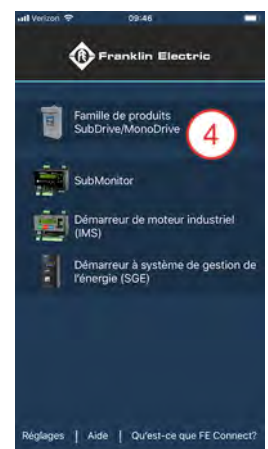 Verizon 09:46
Franklin Electric
Famille de produits
SubDrive/MonoDrive
4
SubMonitor
Démarreur de moteur industriel
(IMS)
Démarreur à système de gestion de
l'énergie (SGE)
Réglages | Aide | Qu'est-ce que FE Connect?